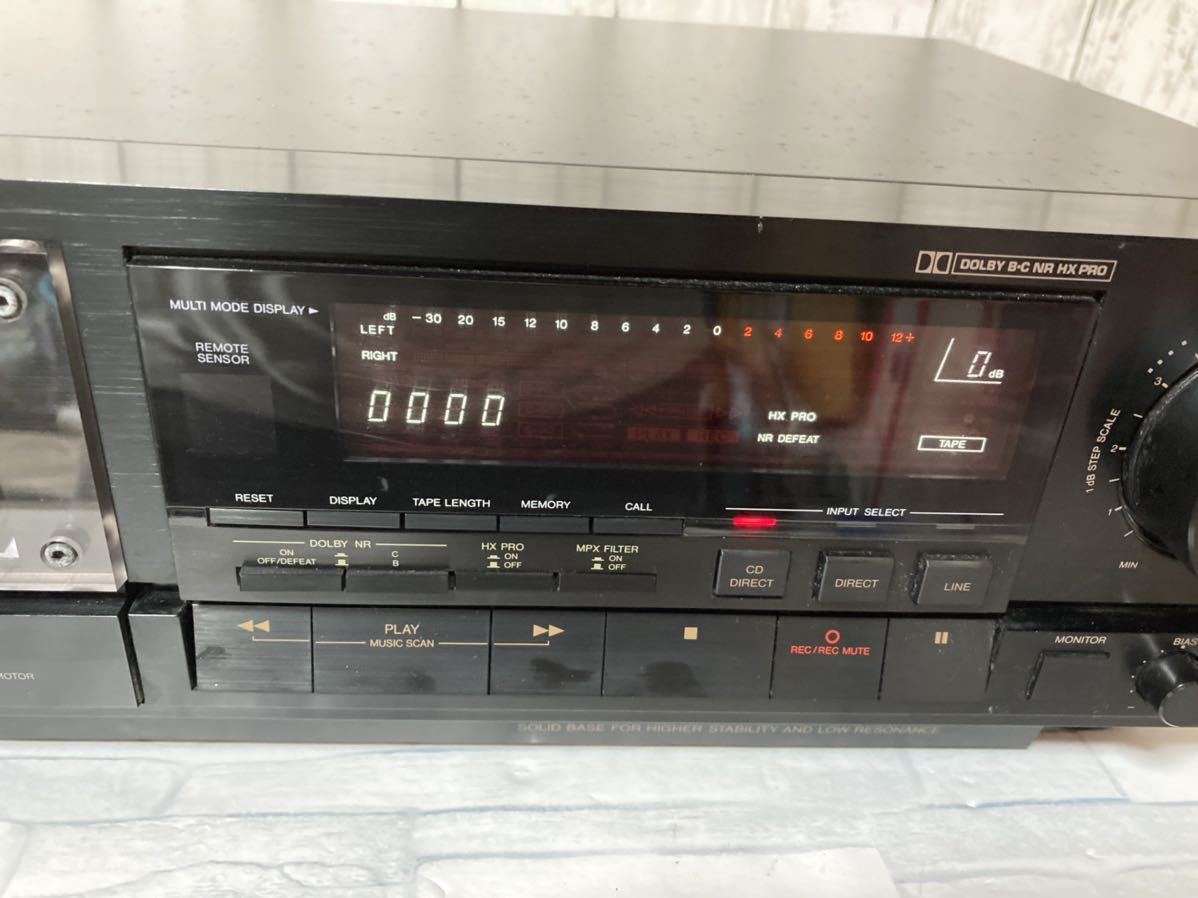 DOLBY B·C NR HX PRO
MULTI MODE DISPLAY
REMOTE
SENSOR
dB -30 20 15 12 10 8 6 4 2 0 2 4 6 8 10 12+
LEFT
RIGHT
0 dB
0000
HX PRO
NR DEFEAT
TAPE
PLAY REC
RESET DISPLAY TAPE LENGTH MEMORY CALL
INPUT SELECT
DOLBY NR
ON
OFF/DEFEAT
C
B
HX PRO
ON
OFF
MPX FILTER
ON
OFF
CD
DIRECT
DIRECT
LINE
1 dB STEP SCALE
3
2
1
MIN
PLAY
MUSIC SCAN
REC/REC MUTE
MONITOR
BIAS
MOTOR
SOLID BASE FOR HIGHER STABILITY AND LOW RESONANCE